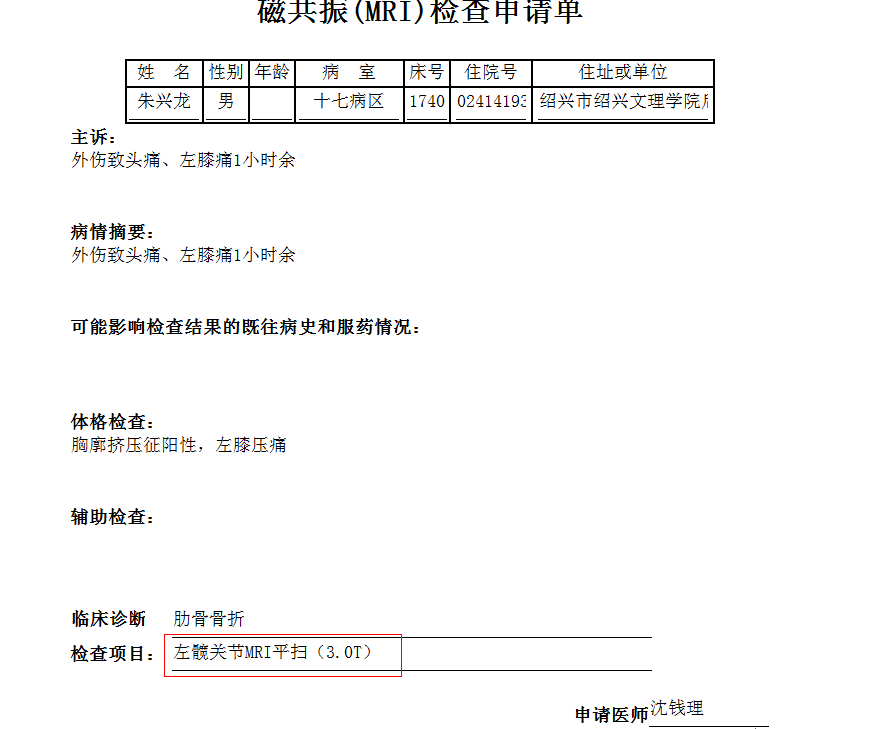 磁共振(MRI)检查申请单
姓 名 性别 年龄 病 室 床号 住院号 住址或单位
朱兴龙 男 十七病区 1740 02414193 绍兴市绍兴文理学院
主诉：
外伤致头痛、左膝痛1小时余
病情摘要：
外伤致头痛、左膝痛1小时余
可能影响检查结果的既往病史和服药情况：
体格检查：
胸廓挤压征阳性，左膝压痛
辅助检查：
临床诊断 肋骨骨折
检查项目： 左髋关节MRI平扫（3.0T）
申请医师 沈钱理